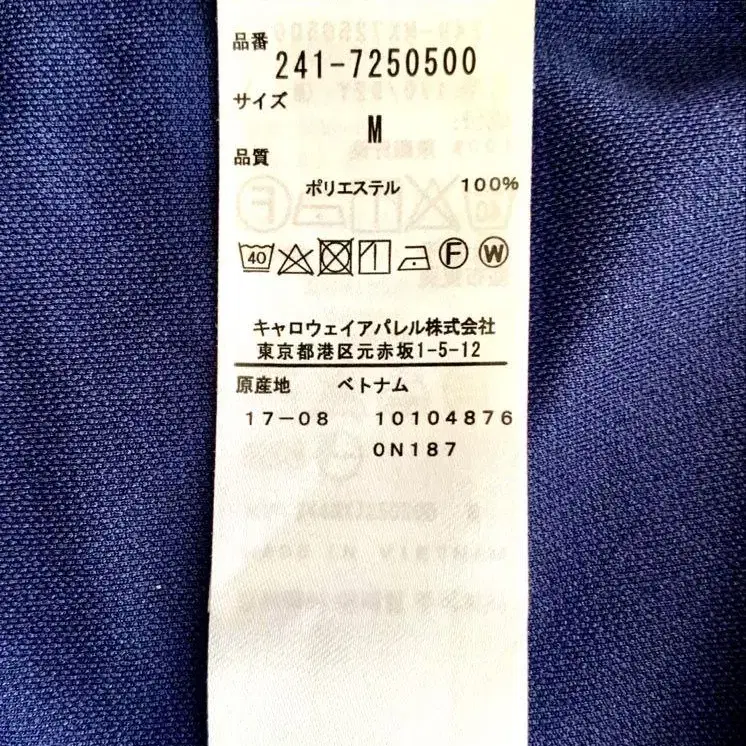 品番
241-7250500
サイズ
M
品質
ポリエステル 100%
40 F W
キャロウェイアパレル株式会社
東京都港区元赤坂1-5-12
原産地 ベトナム
17-08 10104876
0N187